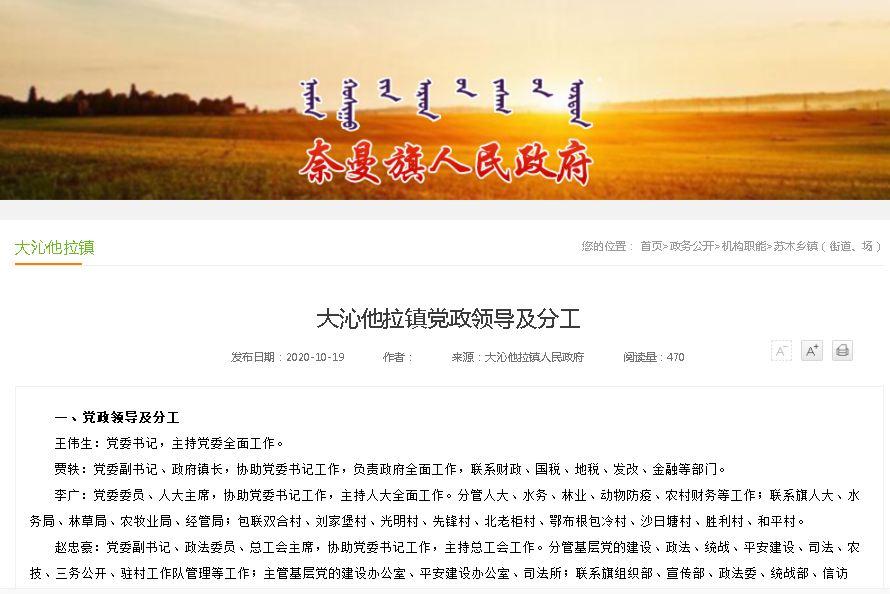 奈曼旗人民政府
大沁他拉镇
您的位置： 首页>政务公开>机构职能>苏木乡镇（街道、场）
大沁他拉镇党政领导及分工
发布日期：2020-10-19 作者： 来源：大沁他拉镇人民政府 阅读量：470
A- A+
一、党政领导及分工
王伟生：党委书记，主持党委全面工作。
贾轶：党委副书记、政府镇长，协助党委书记工作，负责政府全面工作，联系财政、国税、地税、发改、金融等部门。
李广：党委委员、人大主席，协助党委书记工作，主持人大全面工作。分管人大、水务、林业、动物防疫、农村财务等工作；联系旗人大、水
务局、林草局、农牧业局、经管局；包联双合村、刘家堡村、光明村、先锋村、北老柜村、鄂布根包冷村、沙日塘村、胜利村、和平村。
赵忠豪：党委副书记、政法委员、总工会主席，协助党委书记工作，主持总工会工作。分管基层党的建设、政法、统战、平安建设、司法、农
技、三务公开、驻村工作队管理等工作；主管基层党的建设办公室、平安建设办公室、司法所；联系旗组织部、宣传部、政法委、统战部、信访